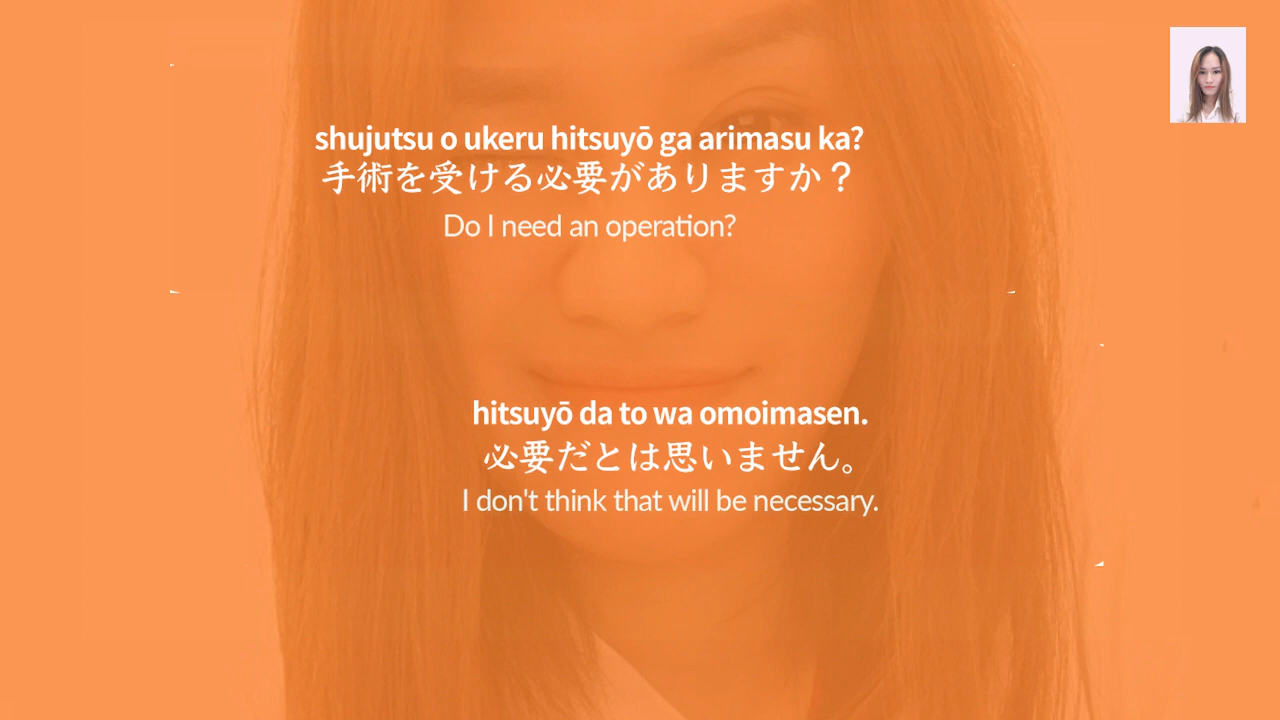 shujutsu o ukeru hitsuyō ga arimasu ka?
手術を受ける必要がありますか？
Do I need an operation?
hitsuyō da to wa omoimasen.
必要だとは思いません。
I don't think that will be necessary.